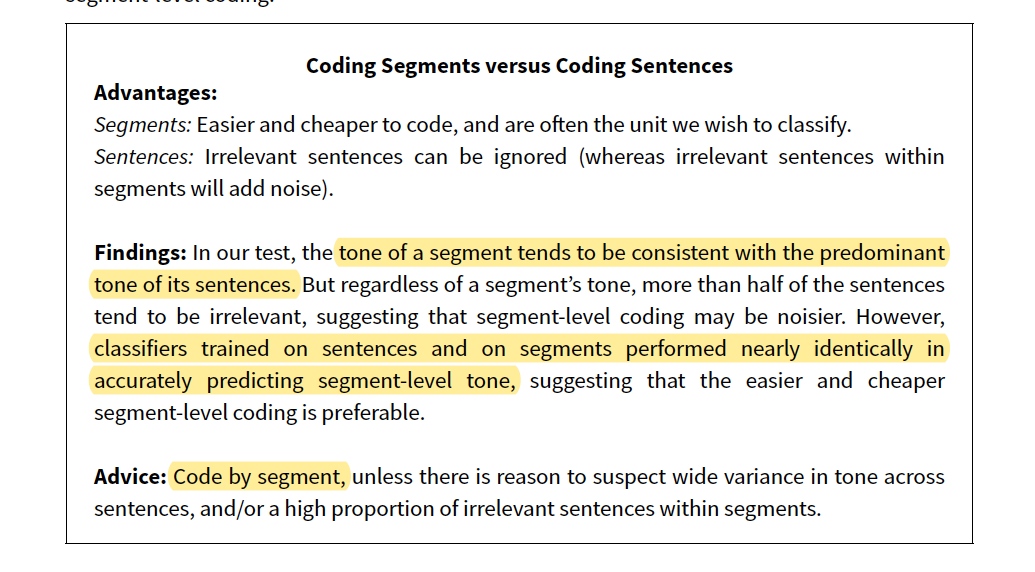 segment-level coding.
Coding Segments versus Coding Sentences
Advantages:
Segments: Easier and cheaper to code, and are often the unit we wish to classify.
Sentences: Irrelevant sentences can be ignored (whereas irrelevant sentences within
segments will add noise).
Findings: In our test, the tone of a segment tends to be consistent with the predominant
tone of its sentences. But regardless of a segment’s tone, more than half of the sentences
tend to be irrelevant, suggesting that segment-level coding may be noisier. However,
classifiers trained on sentences and on segments performed nearly identically in
accurately predicting segment-level tone, suggesting that the easier and cheaper
segment-level coding is preferable.
Advice: Code by segment, unless there is reason to suspect wide variance in tone across
sentences, and/or a high proportion of irrelevant sentences within segments.